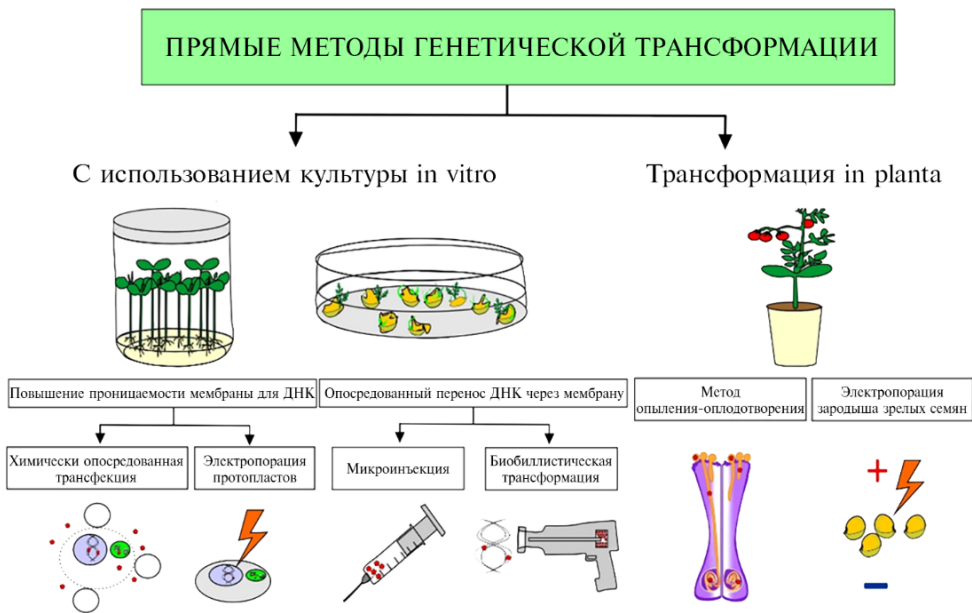 ПРЯМЫЕ МЕТОДЫ ГЕНЕТИЧЕСКОЙ ТРАНСФОРМАЦИИ
С использованием культуры in vitro
Трансформация in planta
Повышение проницаемости мембраны для ДНК
Опосредованный перенос ДНК через мембрану
Метод
опыления-оплодотворения
Электропорация
зародыша зрелых семян
Химически опосредованная
трансфекция
Электропорация
протопластов
Микроинъекция
Биобиллистическая
трансформация
+
−